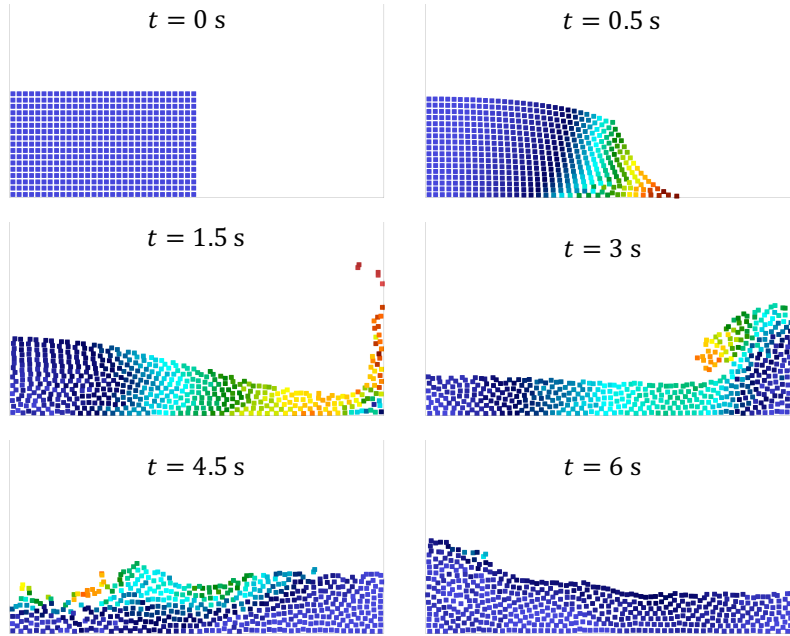 t = 0 s
t = 0.5 s
t = 1.5 s
t = 3 s
t = 4.5 s
t = 6 s